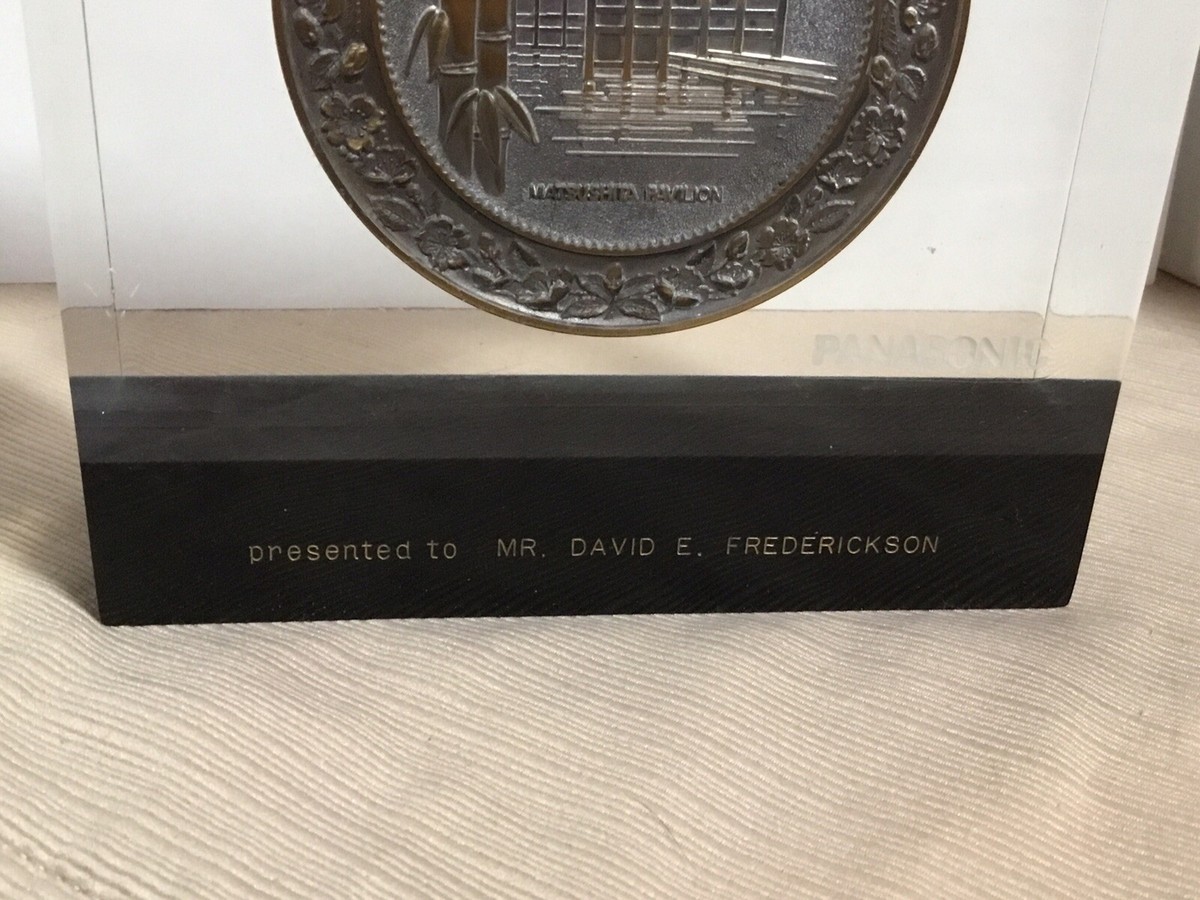 MATSUSHITA PAVILION
PANASONIC
presented to MR. DAVID E. FREDERICKSON